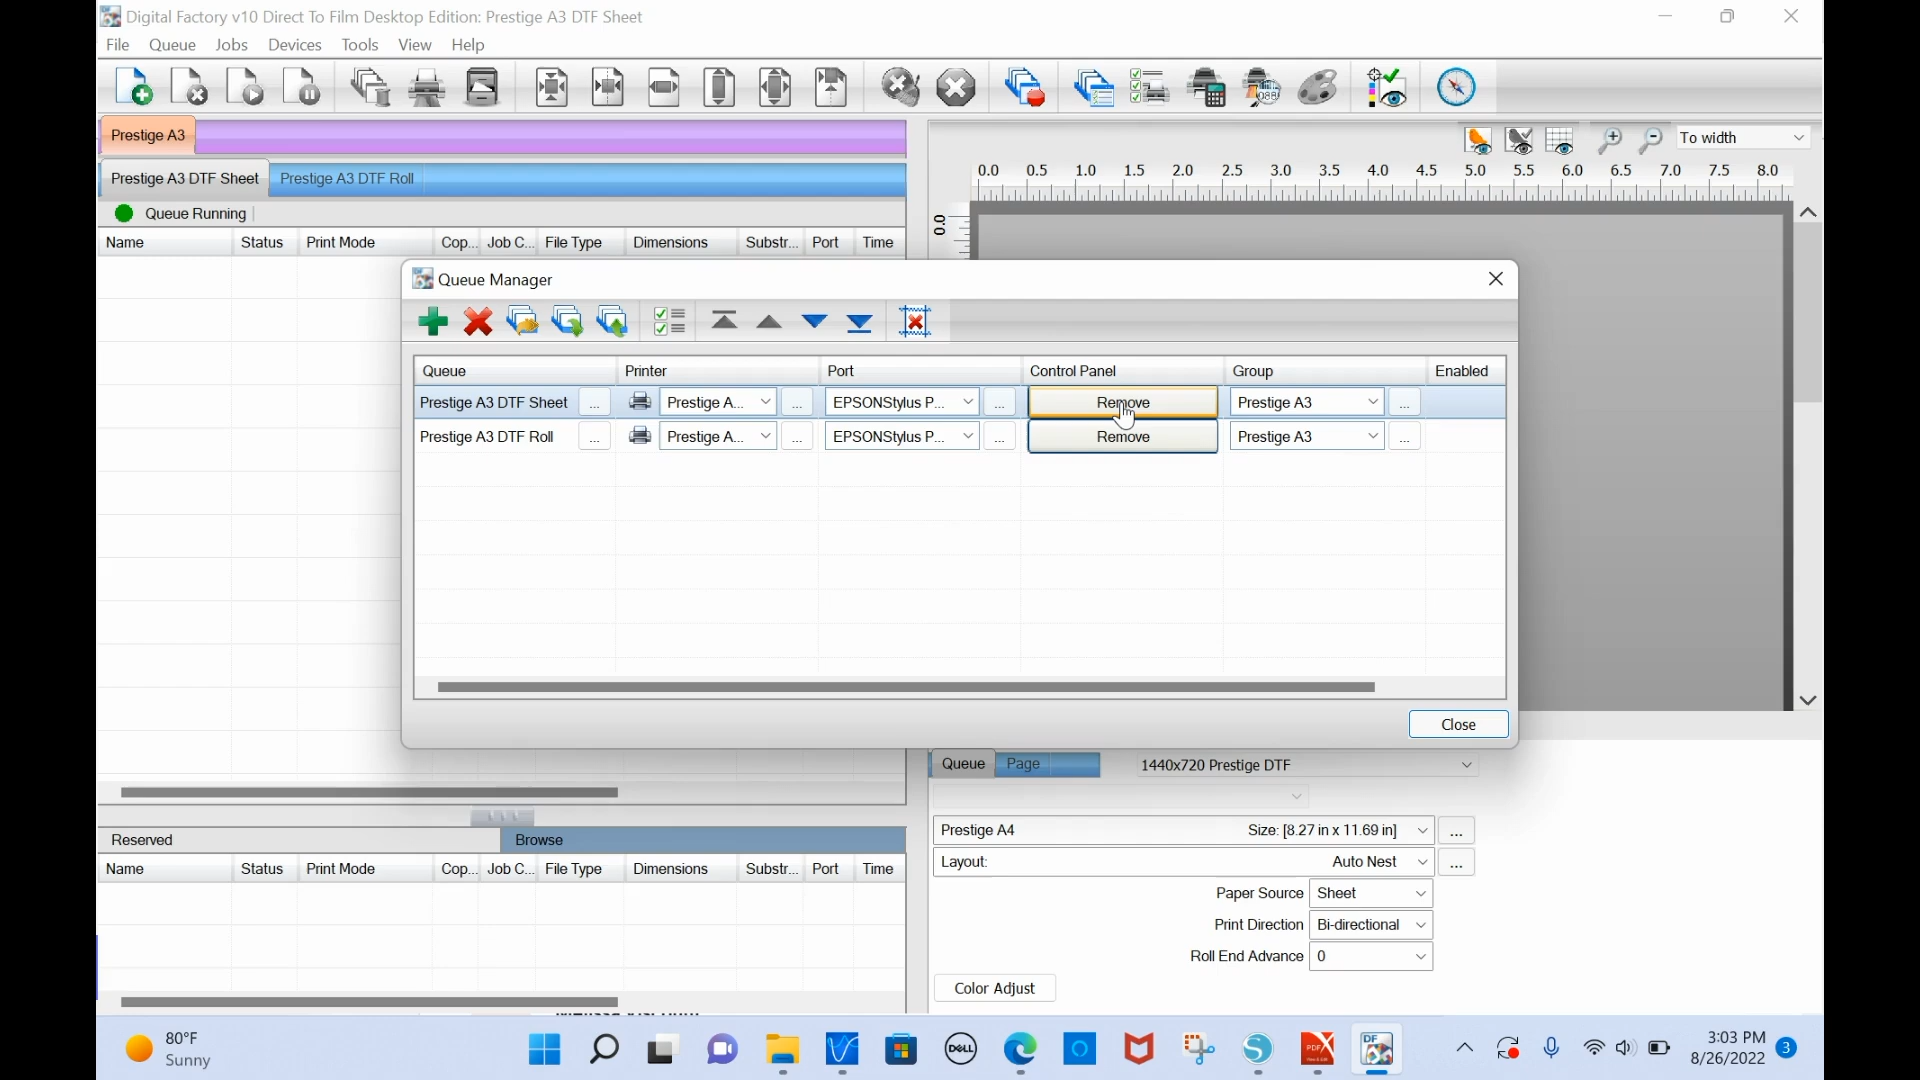 Digital Factory v10 Direct To Film Desktop Edition: Prestige A3 DTF Sheet
File Queue Jobs Devices Tools View Help
Prestige A3
Prestige A3 DTF Sheet Prestige A3 DTF Roll
Queue Running
Name Status Print Mode Cop... Job C... File Type Dimensions Substr... Port Time
To width
0.0 0.5 1.0 1.5 2.0 2.5 3.0 3.5 4.0 4.5 5.0 5.5 6.0 6.5 7.0 7.5 8.0
0.0
Queue Manager
Queue Printer Port Control Panel Group Enabled
Prestige A3 DTF Sheet ... Prestige A... ... EPSONStylus P... ... Remove Prestige A3 ...
Prestige A3 DTF Roll ... Prestige A... ... EPSONStylus P... ... Remove Prestige A3 ...
Close
Queue Page 1440x720 Prestige DTF
Prestige A4 Size: [8.27 in x 11.69 in] ...
Layout: Auto Nest ...
Paper Source Sheet
Print Direction Bi-directional
Roll End Advance 0
Color Adjust
Reserved Browse
Name Status Print Mode Cop... Job C... File Type Dimensions Substr... Port Time
80°F
Sunny
DELL
PDF
DF
3:03 PM
8/26/2022
3